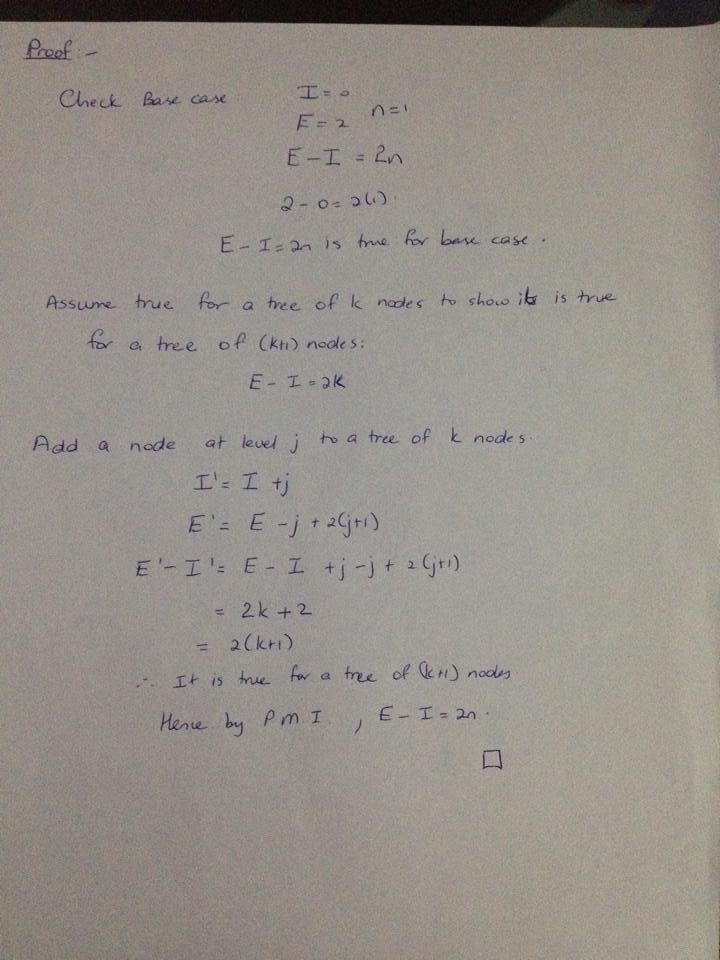 Proof :-
Check Base case
I = 0
E = 2 n=1
E - I = 2n
2 - 0 = 2(1).
E - I = 2n is true for base case.
Assume true for a tree of k nodes to show it is true
for a tree of (k+1) nodes:
E - I = 2k
Add a node at level j to a tree of k nodes.
I' = I + j
E' = E - j + 2(j+1)
E' - I' = E - I + j - j + 2(j+1)
= 2k + 2
= 2(k+1)
∴ It is true for a tree of (k+1) nodes
Hence by P M I , E - I = 2n.
□